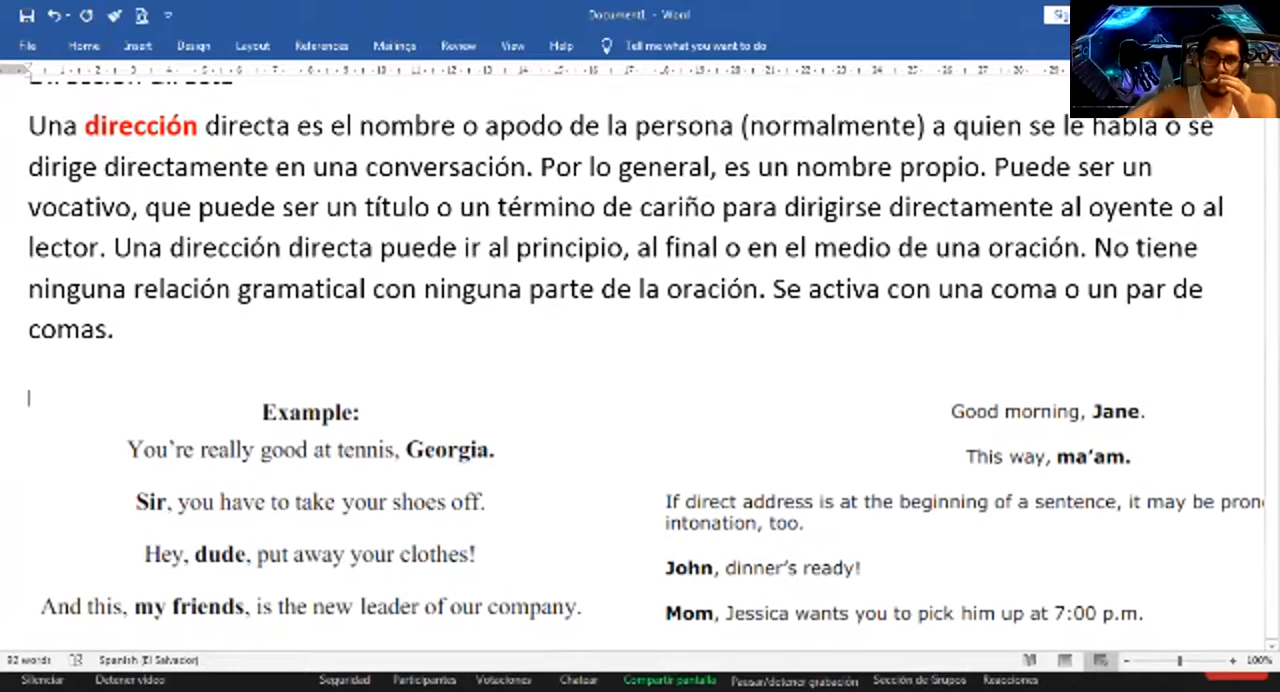 Document1 - Word
File Home Insert Design Layout References Mailings Review View Help Tell me what you want to do
Una dirección directa es el nombre o apodo de la persona (normalmente) a quien se le habla o se
dirige directamente en una conversación. Por lo general, es un nombre propio. Puede ser un
vocativo, que puede ser un título o un término de cariño para dirigirse directamente al oyente o al
lector. Una dirección directa puede ir al principio, al final o en el medio de una oración. No tiene
ninguna relación gramatical con ninguna parte de la oración. Se activa con una coma o un par de
comas.
Example:
You're really good at tennis, Georgia.
Sir, you have to take your shoes off.
Hey, dude, put away your clothes!
And this, my friends, is the new leader of our company.
Good morning, Jane.
This way, ma'am.
If direct address is at the beginning of a sentence, it may be
intonation, too.
John, dinner's ready!
Mom, Jessica wants you to pick him up at 7:00 p.m.
92 words Spanish (El Salvador) 100%
Silenciar Detener video Seguridad Participantes Votaciones Chatear Compartir pantalla Pausar/detener grabación Sección de Grupos Reacciones